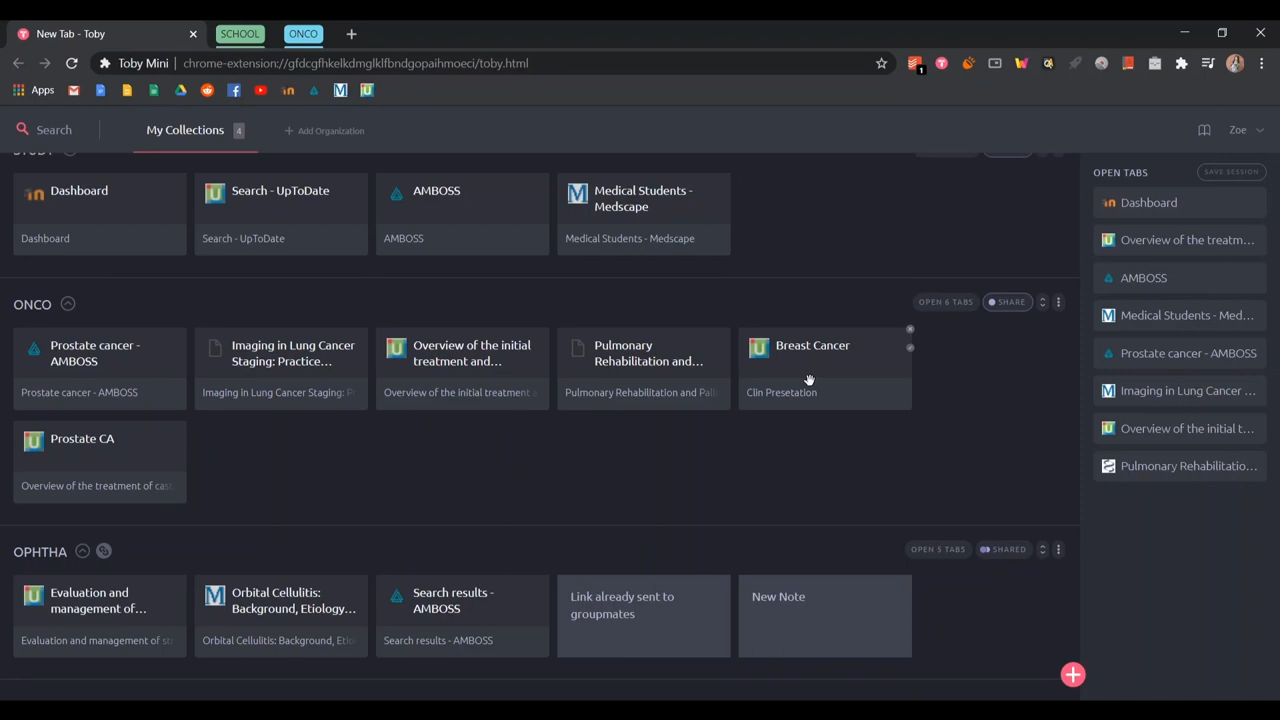 New Tab - Toby
SCHOOL
ONCO
Toby Mini
chrome-extension://gfdcgfhkelkdmglklfbndgopaihmoeci/toby.html
1
Apps
Search
My Collections 4
Add Organization
Zoe
STUDY
Dashboard
Dashboard
Search - UpToDate
Search - UpToDate
AMBOSS
AMBOSS
Medical Students -
Medscape
Medical Students - Medscape
ONCO
OPEN 6 TABS
SHARE
Prostate cancer -
AMBOSS
Prostate cancer - AMBOSS
Imaging in Lung Cancer
Staging: Practice...
Imaging in Lung Cancer Staging: P
Overview of the initial
treatment and...
Overview of the initial treatment a
Pulmonary
Rehabilitation and...
Pulmonary Rehabilitation and Palli
Breast Cancer
Clin Presetation
Prostate CA
Overview of the treatment of cast
OPHTHA
OPEN 5 TABS
SHARED
Evaluation and
management of...
Evaluation and management of st
Orbital Cellulitis:
Background, Etiology...
Orbital Cellulitis: Background, Etio
Search results -
AMBOSS
Search results - AMBOSS
Link already sent to
groupmates
New Note
OPEN TABS
SAVE SESSION
Dashboard
Overview of the treatm...
AMBOSS
Medical Students - Med...
Prostate cancer - AMBOSS
Imaging in Lung Cancer ...
Overview of the initial t...
Pulmonary Rehabilitatio...